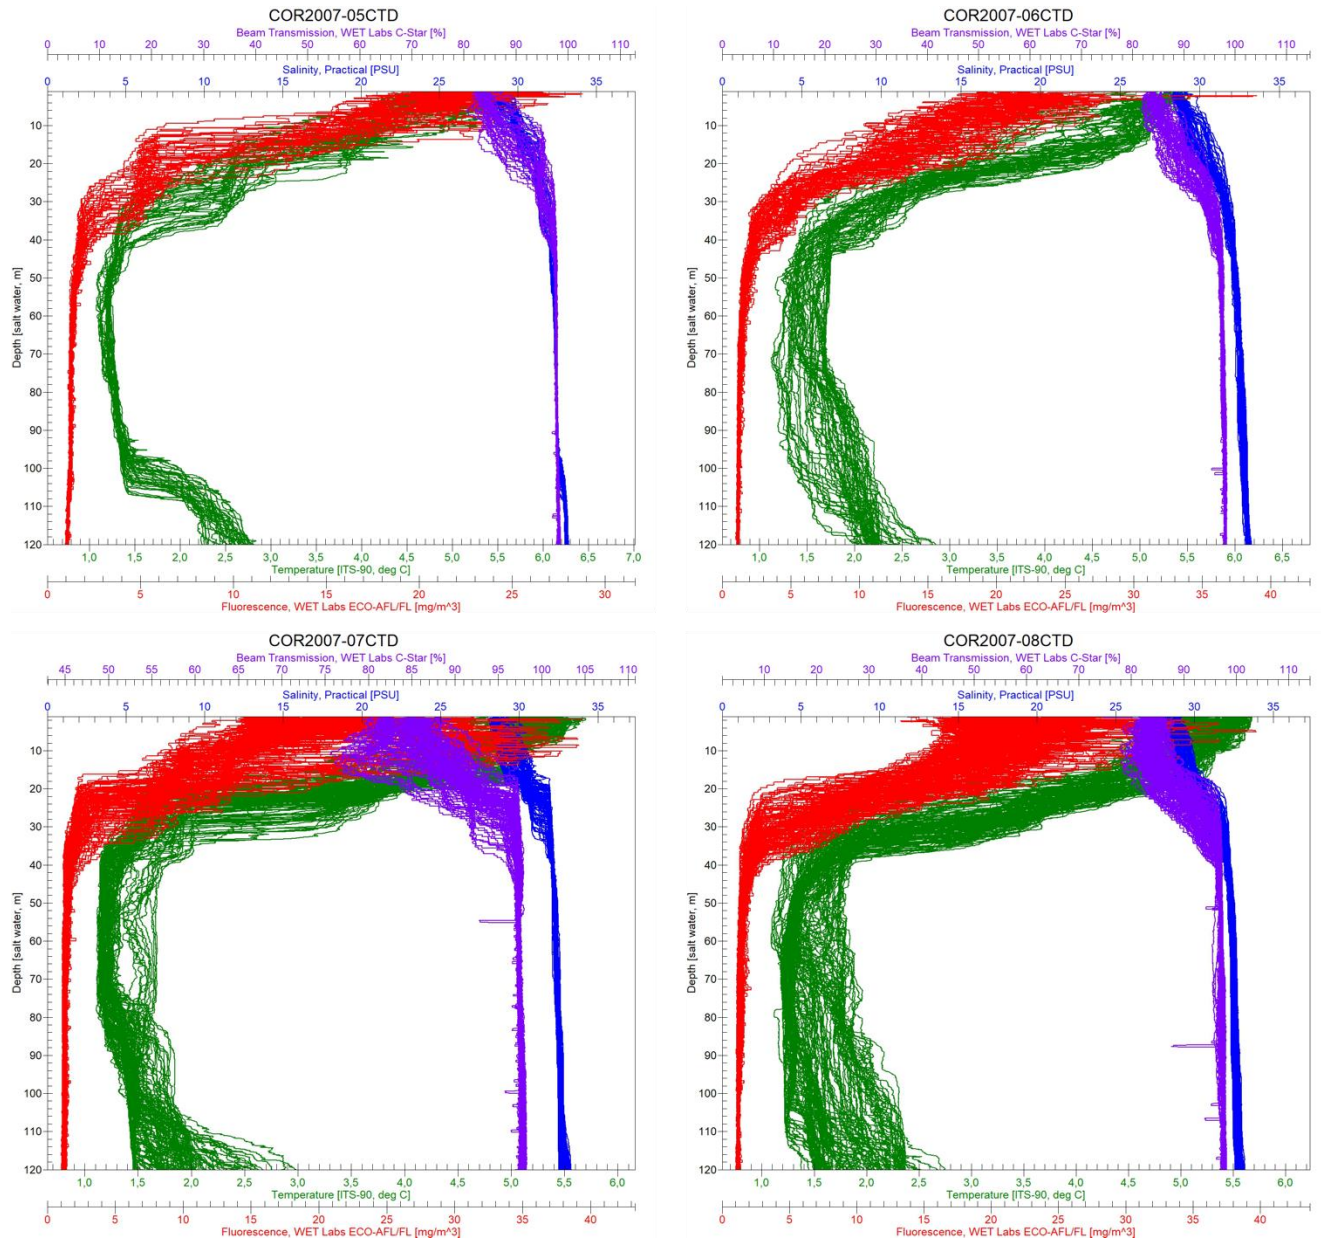 COR2007-05CTD
Beam Transmission, WET Labs C-Star [%]
0 10 20 30 40 50 60 70 80 90 100 110
Salinity, Practical [PSU]
0 5 10 15 20 25 30 35
10
20
30
40
50
60
70
80
90
100
110
120
Depth [salt water, m]
1,0 1,5 2,0 2,5 3,0 3,5 4,0 4,5 5,0 5,5 6,0 6,5 7,0
Temperature [ITS-90, deg C]
0 5 10 15 20 25 30
Fluorescence, WET Labs ECO-AFL/FL [mg/m^3]
COR2007-06CTD
Beam Transmission, WET Labs C-Star [%]
0 10 20 30 40 50 60 70 80 90 100 110
Salinity, Practical [PSU]
0 5 10 15 20 25 30 35
10
20
30
40
50
60
70
80
90
100
110
120
Depth [salt water, m]
1,0 1,5 2,0 2,5 3,0 3,5 4,0 4,5 5,0 5,5 6,0 6,5
Temperature [ITS-90, deg C]
0 5 10 15 20 25 30 35 40
Fluorescence, WET Labs ECO-AFL/FL [mg/m^3]
COR2007-07CTD
Beam Transmission, WET Labs C-Star [%]
45 50 55 60 65 70 75 80 85 90 95 100 105 110
Salinity, Practical [PSU]
0 5 10 15 20 25 30 35
10
20
30
40
50
60
70
80
90
100
110
120
Depth [salt water, m]
1,0 1,5 2,0 2,5 3,0 3,5 4,0 4,5 5,0 5,5 6,0
Temperature [ITS-90, deg C]
0 5 10 15 20 25 30 35 40
Fluorescence, WET Labs ECO-AFL/FL [mg/m^3]
COR2007-08CTD
Beam Transmission, WET Labs C-Star [%]
10 20 30 40 50 60 70 80 90 100 110
Salinity, Practical [PSU]
0 5 10 15 20 25 30 35
10
20
30
40
50
60
70
80
90
100
110
120
Depth [salt water, m]
1,0 1,5 2,0 2,5 3,0 3,5 4,0 4,5 5,0 5,5 6,0
Temperature [ITS-90, deg C]
0 5 10 15 20 25 30 35 40
Fluorescence, WET Labs ECO-AFL/FL [mg/m^3]